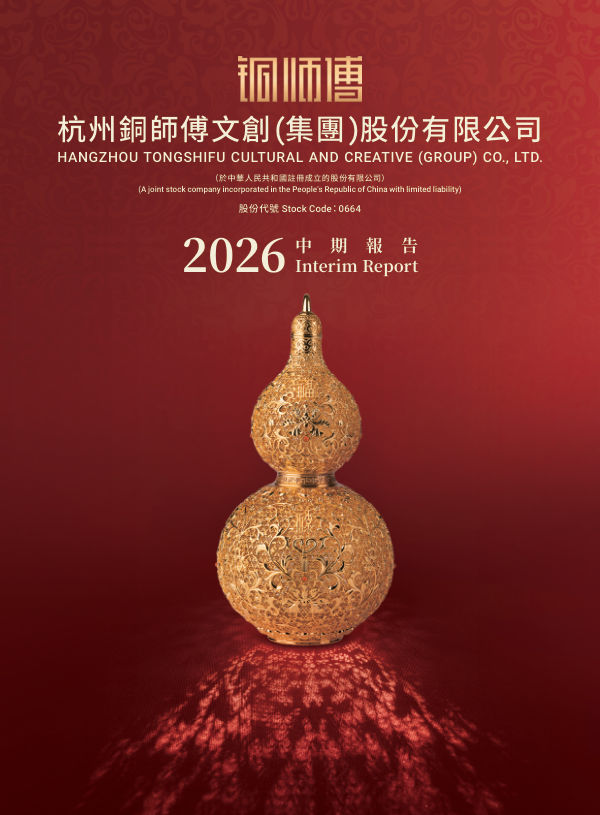 铜师傅
杭州銅師傅文創(集團)股份有限公司
HANGZHOU TONGSHIFU CULTURAL AND CREATIVE (GROUP) CO., LTD.
(於中華人民共和國註冊成立的股份有限公司)
(A joint stock company incorporated in the People's Republic of China with limited liability)
股份代號 Stock Code: 0664
2026 中期報告
Interim Report
福